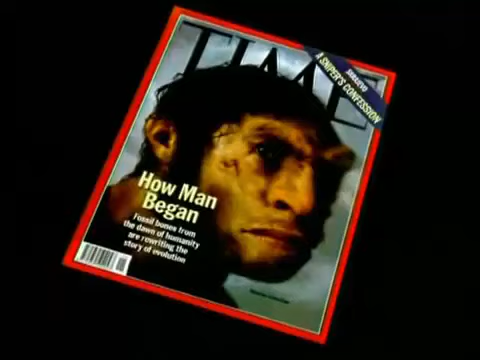 TIME
SARAJEVO
A SNIPER'S CONFESSION
How Man
Began
Fossil bones from
the dawn of humanity
are rewriting the
story of evolution